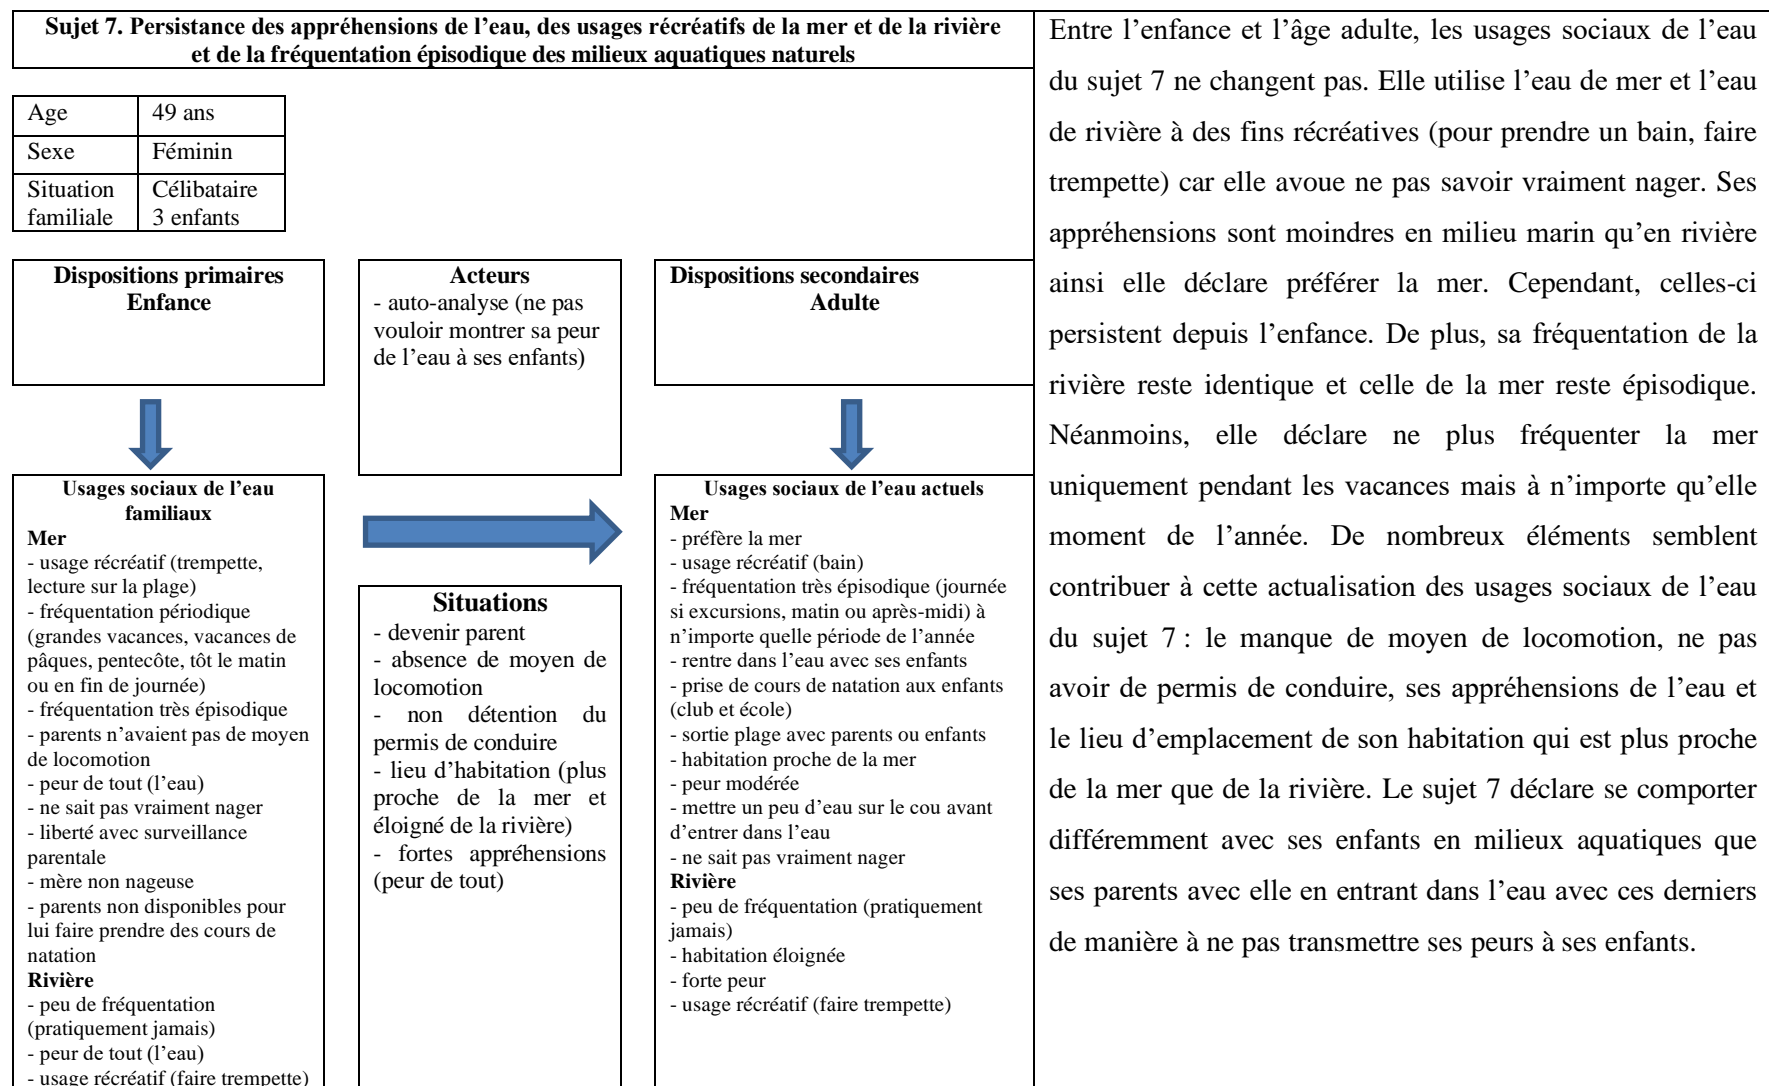 Sujet 7. Persistance des appréhensions de l’eau, des usages récréatifs de la mer et de la rivière
et de la fréquentation épisodique des milieux aquatiques naturels
Age 49 ans
Sexe Féminin
Situation Célibataire
familiale 3 enfants
Dispositions primaires
Enfance
Acteurs
- auto-analyse (ne pas
vouloir montrer sa peur
de l’eau à ses enfants)
Dispositions secondaires
Adulte
Usages sociaux de l’eau
familiaux
Mer
- usage récréatif (trempette,
lecture sur la plage)
- fréquentation périodique
(grandes vacances, vacances de
pâques, pentecôte, tôt le matin
ou en fin de journée)
- fréquentation très épisodique
- parents n’avaient pas de moyen
de locomotion
- peur de tout (l’eau)
- ne sait pas vraiment nager
- liberté avec surveillance
parentale
- mère non nageuse
- parents non disponibles pour
lui faire prendre des cours de
natation
Rivière
- peu de fréquentation
(pratiquement jamais)
- peur de tout (l’eau)
- usage récréatif (faire trempette)
Situations
- devenir parent
- absence de moyen de
locomotion
- non détention du
permis de conduire
- lieu d’habitation (plus
proche de la mer et
éloigné de la rivière)
- fortes appréhensions
(peur de tout)
Usages sociaux de l’eau actuels
Mer
- préfère la mer
- usage récréatif (bain)
- fréquentation très épisodique (journée
si excursions, matin ou après-midi) à
n’importe quelle période de l’année
- rentre dans l’eau avec ses enfants
- prise de cours de natation aux enfants
(club et école)
- sortie plage avec parents ou enfants
- habitation proche de la mer
- peur modérée
- mettre un peu d’eau sur le cou avant
d’entrer dans l’eau
- ne sait pas vraiment nager
Rivière
- peu de fréquentation (pratiquement
jamais)
- habitation éloignée
- forte peur
- usage récréatif (faire trempette)
Entre l’enfance et l’âge adulte, les usages sociaux de l’eau
du sujet 7 ne changent pas. Elle utilise l’eau de mer et l’eau
de rivière à des fins récréatives (pour prendre un bain, faire
trempette) car elle avoue ne pas savoir vraiment nager. Ses
appréhensions sont moindres en milieu marin qu’en rivière
ainsi elle déclare préférer la mer. Cependant, celles-ci
persistent depuis l’enfance. De plus, sa fréquentation de la
rivière reste identique et celle de la mer reste épisodique.
Néanmoins, elle déclare ne plus fréquenter la mer
uniquement pendant les vacances mais à n’importe qu’elle
moment de l’année. De nombreux éléments semblent
contribuer à cette actualisation des usages sociaux de l’eau
du sujet 7 : le manque de moyen de locomotion, ne pas
avoir de permis de conduire, ses appréhensions de l’eau et
le lieu d’emplacement de son habitation qui est plus proche
de la mer que de la rivière. Le sujet 7 déclare se comporter
différemment avec ses enfants en milieux aquatiques que
ses parents avec elle en entrant dans l’eau avec ces derniers
de manière à ne pas transmettre ses peurs à ses enfants.